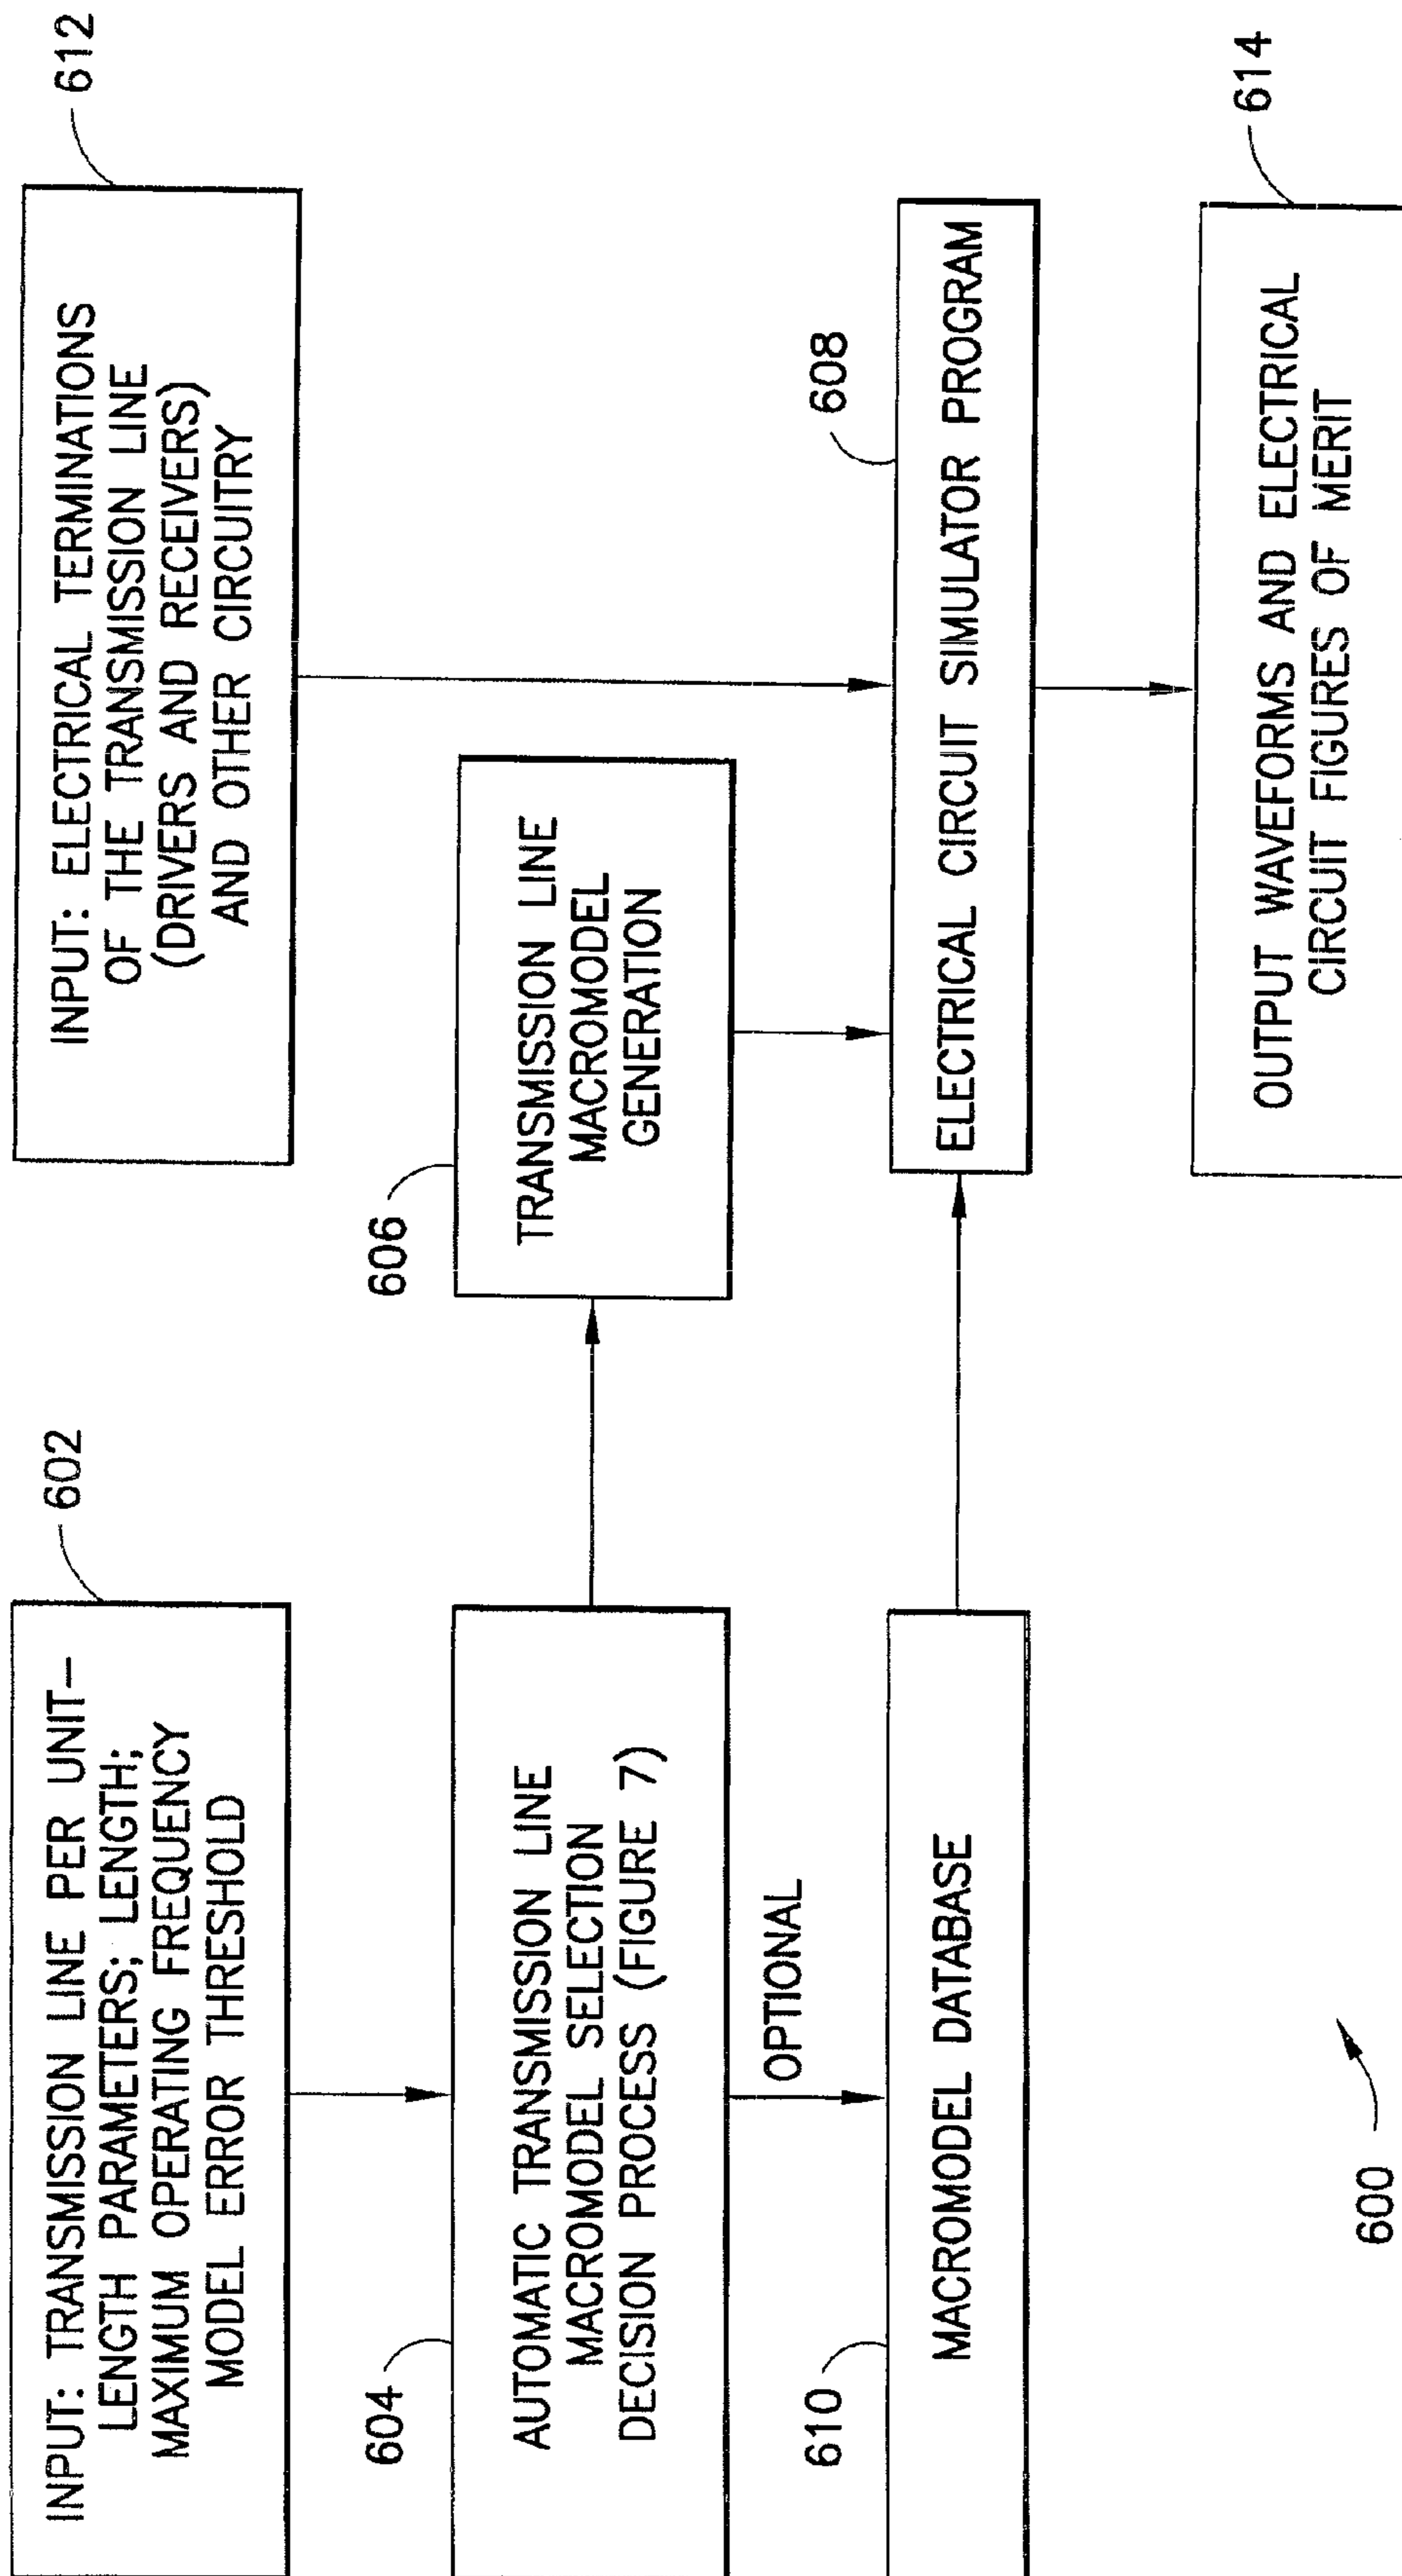 602
INPUT: TRANSMISSION LINE PER UNIT–
LENGTH PARAMETERS; LENGTH;
MAXIMUM OPERATING FREQUENCY
MODEL ERROR THRESHOLD
612
INPUT: ELECTRICAL TERMINATIONS
OF THE TRANSMISSION LINE
(DRIVERS AND RECEIVERS)
AND OTHER CIRCUITRY
604
AUTOMATIC TRANSMISSION LINE
MACROMODEL SELECTION
DECISION PROCESS (FIGURE 7)
606
TRANSMISSION LINE
MACROMODEL
GENERATION
OPTIONAL
610
MACROMODEL DATABASE
608
ELECTRICAL CIRCUIT SIMULATOR PROGRAM
614
OUTPUT WAVEFORMS AND ELECTRICAL
CIRCUIT FIGURES OF MERIT
600